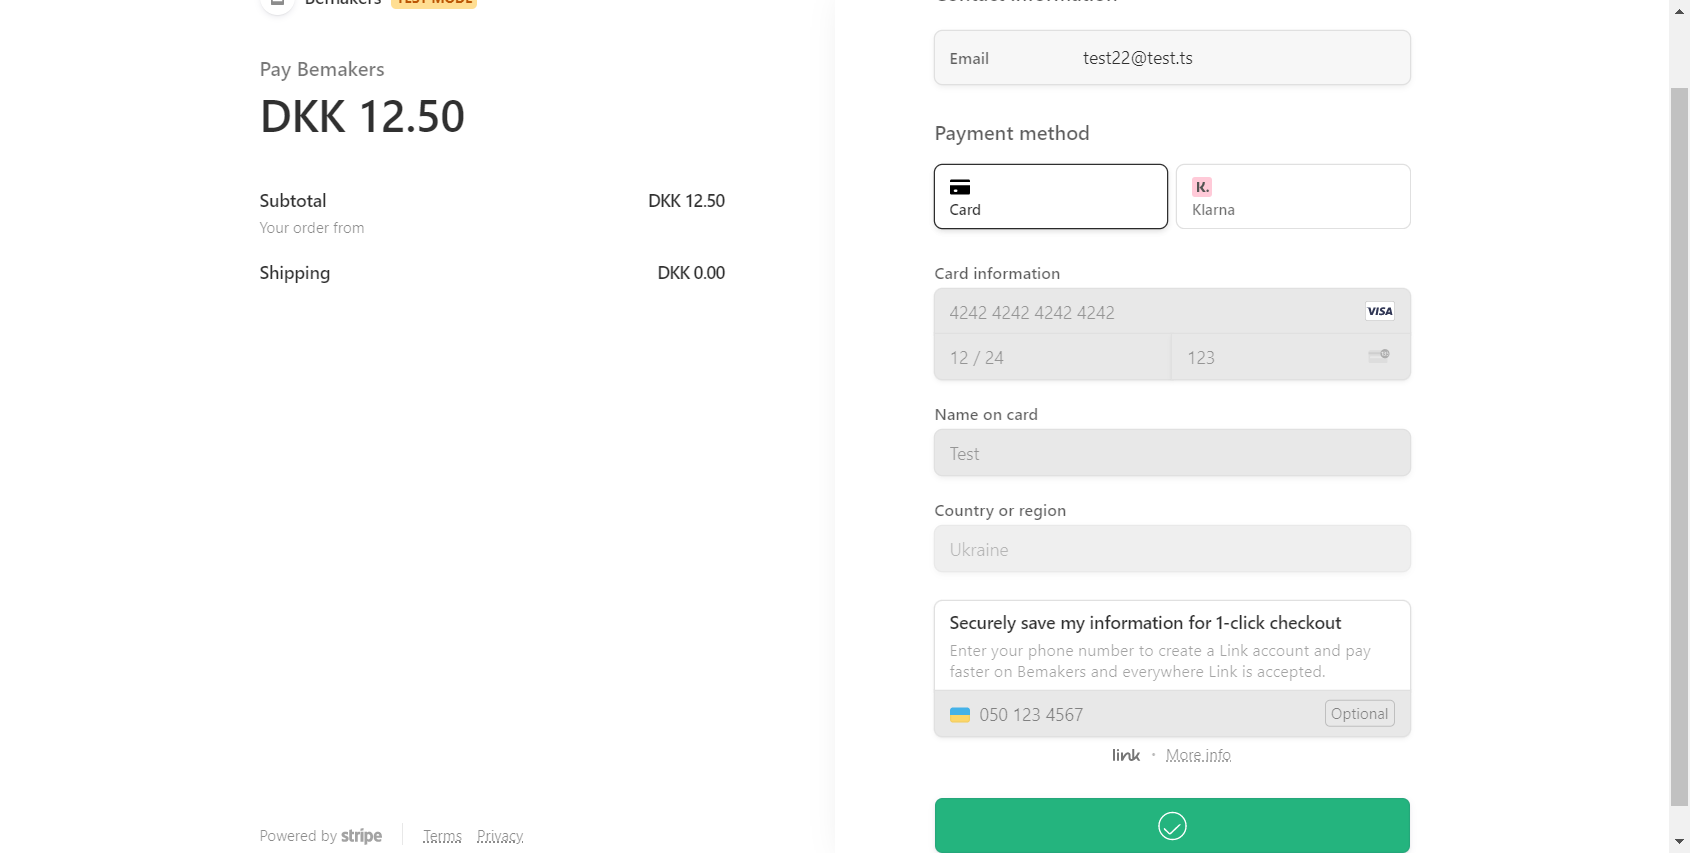 Bemakers TEST MODE
Pay Bemakers
DKK 12.50
Subtotal DKK 12.50
Your order from
Shipping DKK 0.00
Powered by stripe Terms Privacy
Contact information
Email test22@test.ts
Payment method
K.
Card Klarna
Card information
4242 4242 4242 4242 VISA
12 / 24 123
Name on card
Test
Country or region
Ukraine
Securely save my information for 1-click checkout
Enter your phone number to create a Link account and pay
faster on Bemakers and everywhere Link is accepted.
050 123 4567 Optional
link · More info